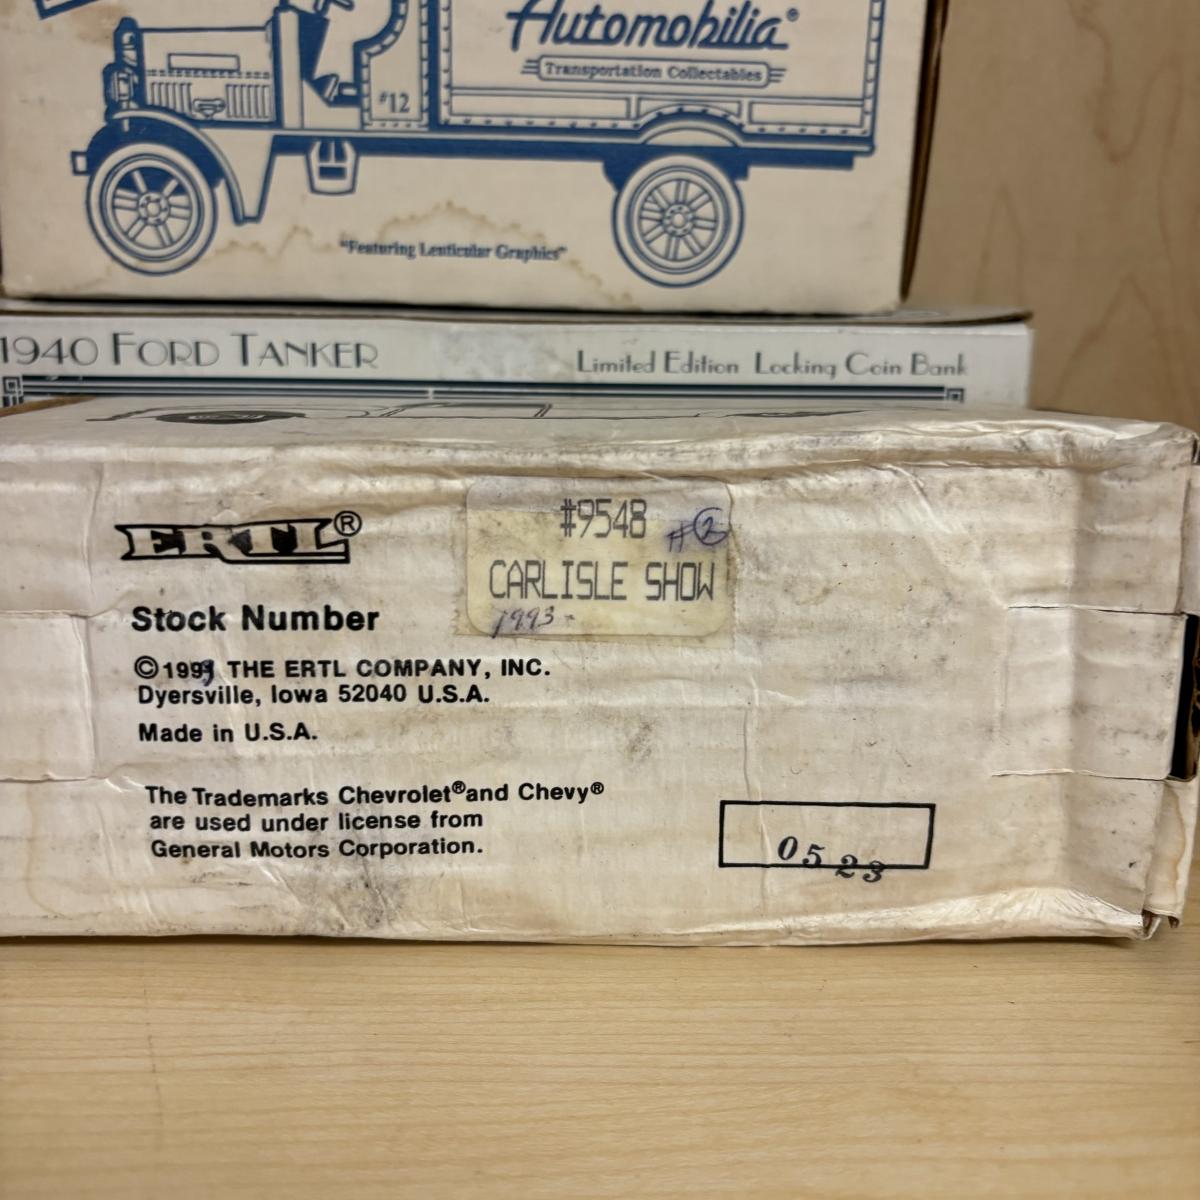 Automobilia®
Transportation Collectables
#12
"Featuring Lenticular Graphics"
1940 FORD TANKER
Limited Edition Locking Coin Bank
ERTL®
#9548 #2
CARLISLE SHOW
1993
Stock Number
©1993 THE ERTL COMPANY, INC.
Dyersville, Iowa 52040 U.S.A.
Made in U.S.A.
The Trademarks Chevrolet® and Chevy®
are used under license from
General Motors Corporation.
0523